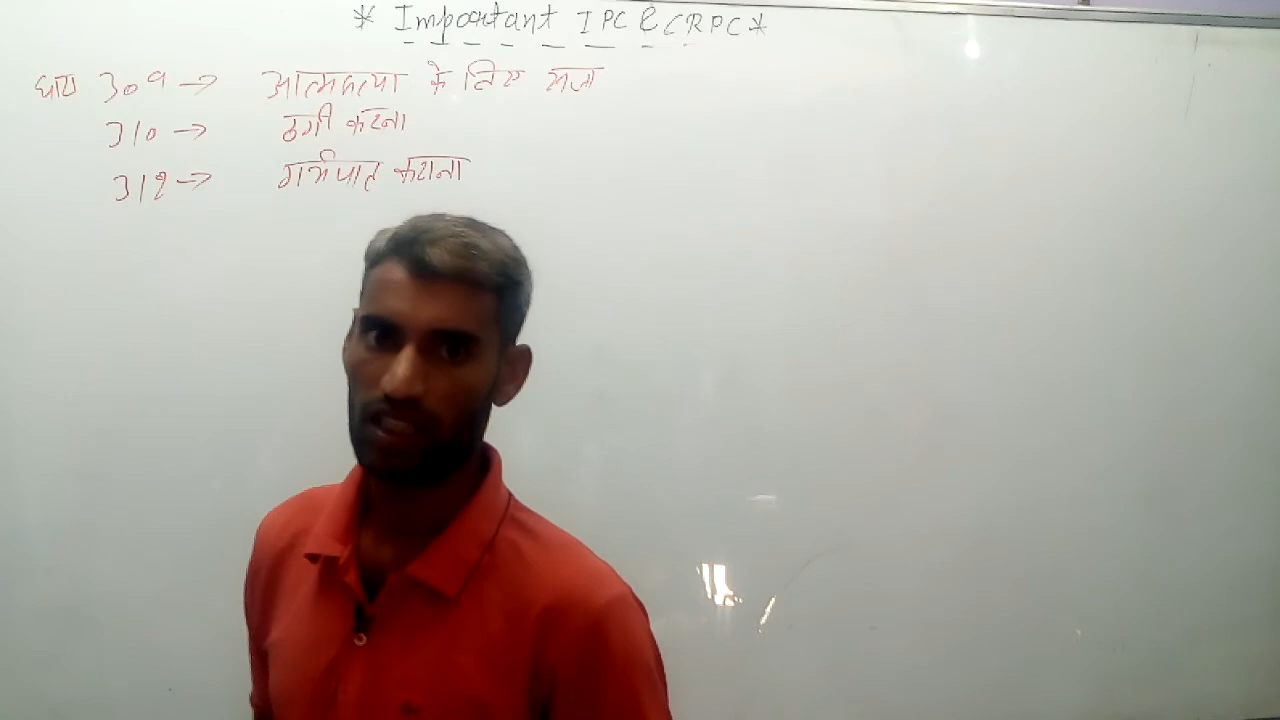 * Important IPC & CRPC *
धारा 309 → आत्महत्या के लिए सजा
310 → ठगी करना
312 → गर्भपात कराना